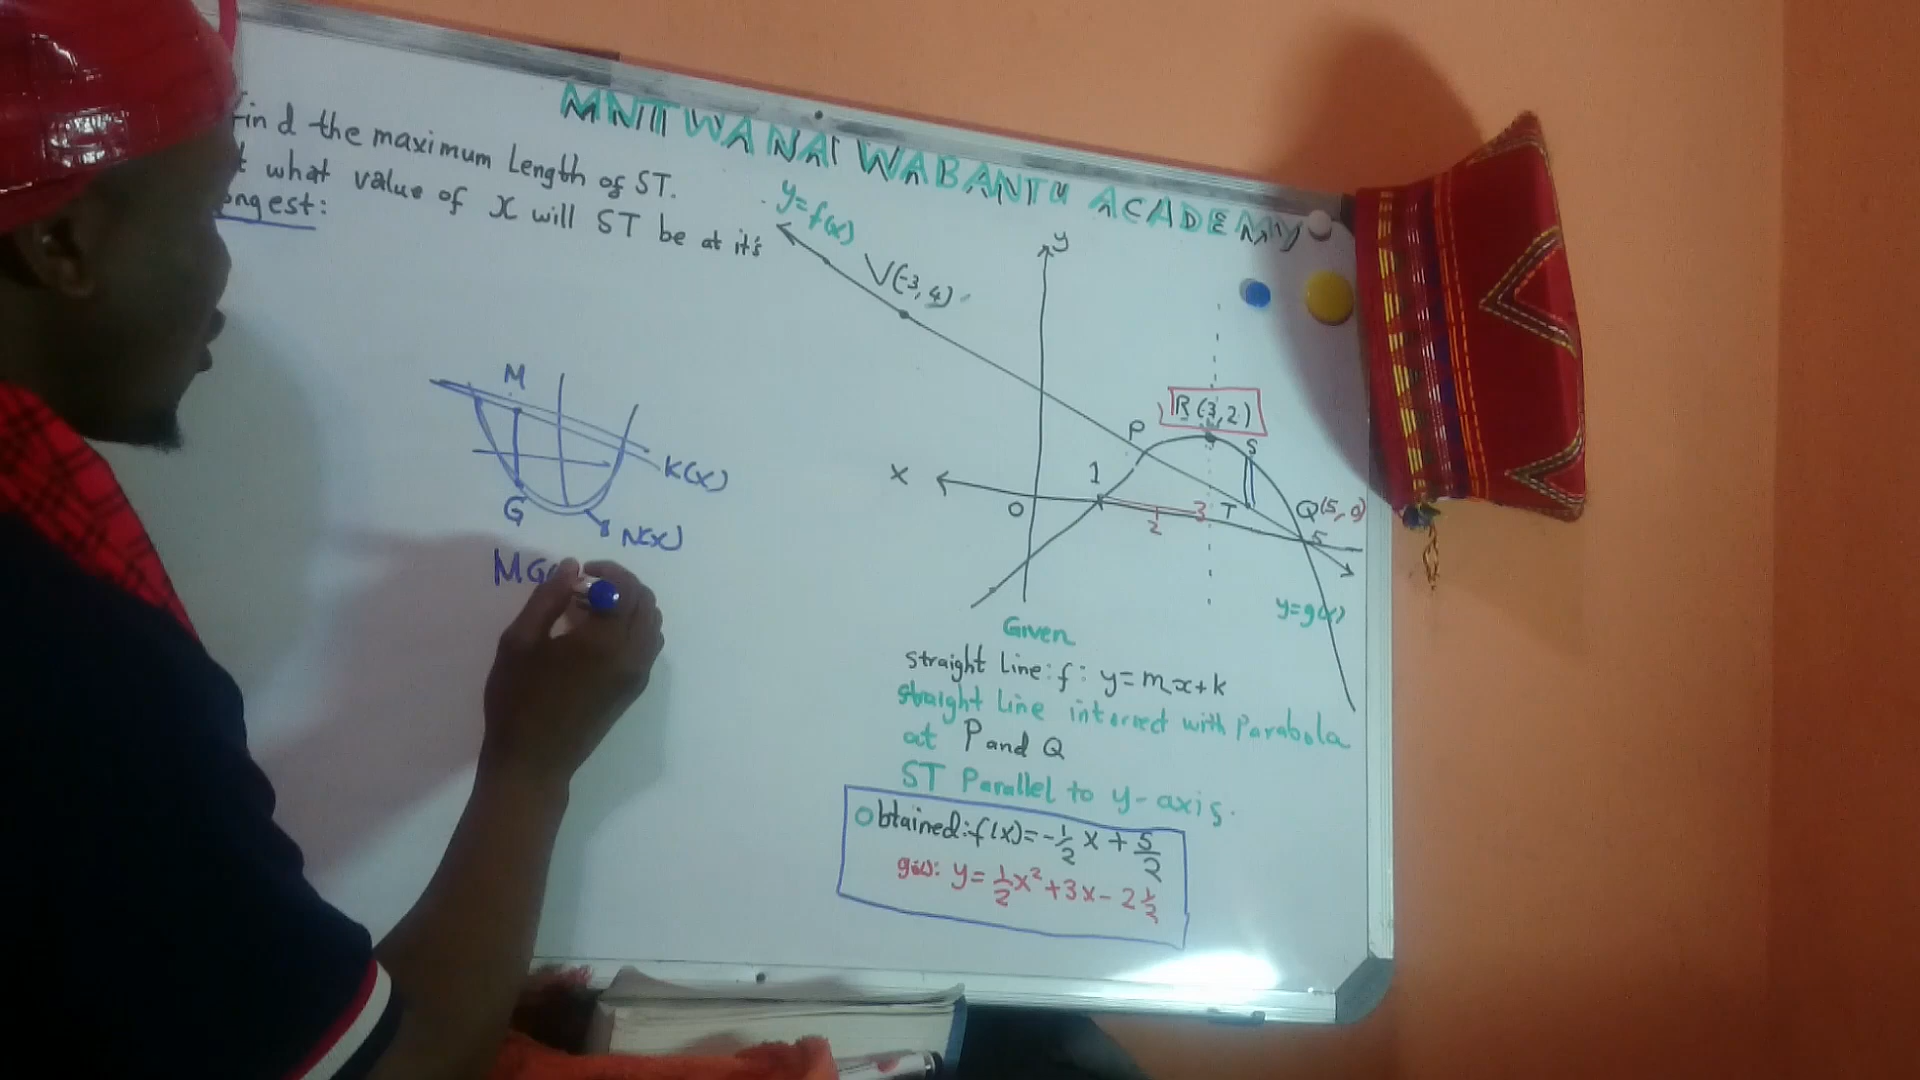 MNTWANA WABANTU ACADEMY
find the maximum Length of ST.
t what value of x will ST be at it's
ongest:
y=f(x)
V(-3,4)
y
R(3,2)
P
S
X
1
O
2
3
T
Q(5,0)
5
y=g(x)
M
K(x)
G
N(x)
MG
Given
straight Line: f: y=mx+k
straight Line intersect with Parabola
at P and Q
ST Parallel to y-axis.
Obtained: f(x)=-1/2 x + 5/2
g(x): y=1/2x²+3x-2 1/2